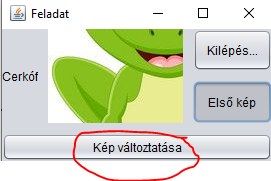 Feladat
Kilépés...
Cerkóf
Első kép
Kép változtatása